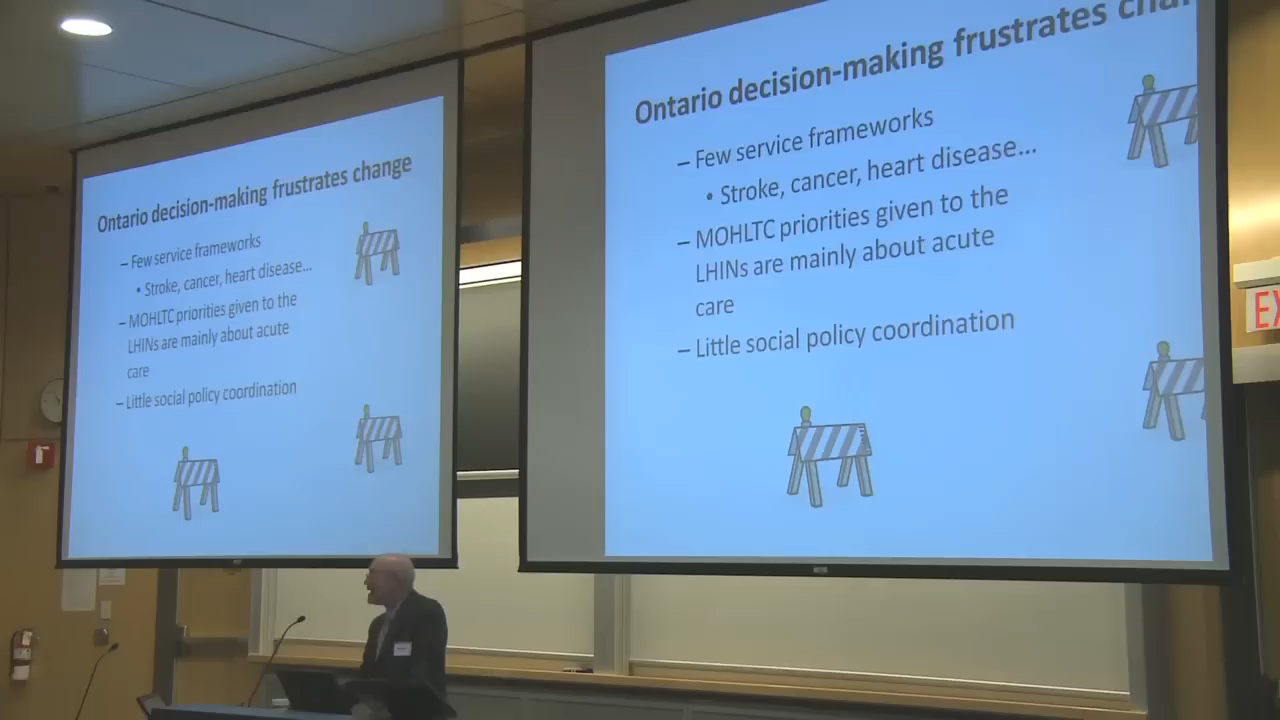 Ontario decision-making frustrates change
– Few service frameworks
• Stroke, cancer, heart disease...
– MOHLTC priorities given to the
LHINs are mainly about acute
care
– Little social policy coordination
Ontario decision-making frustrates
– Few service frameworks
• Stroke, cancer, heart disease...
– MOHLTC priorities given to the
LHINs are mainly about acute
care
– Little social policy coordination
EX